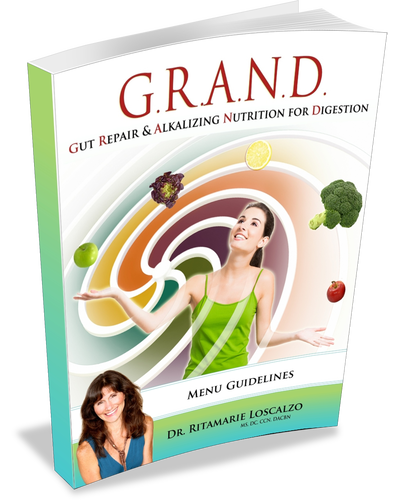 G.R.A.N.D.
GUT REPAIR & ALKALIZING NUTRITION FOR DIGESTION
MENU GUIDELINES
DR. RITAMARIE LOSCALZO
MS, DC, CCN, DACBN